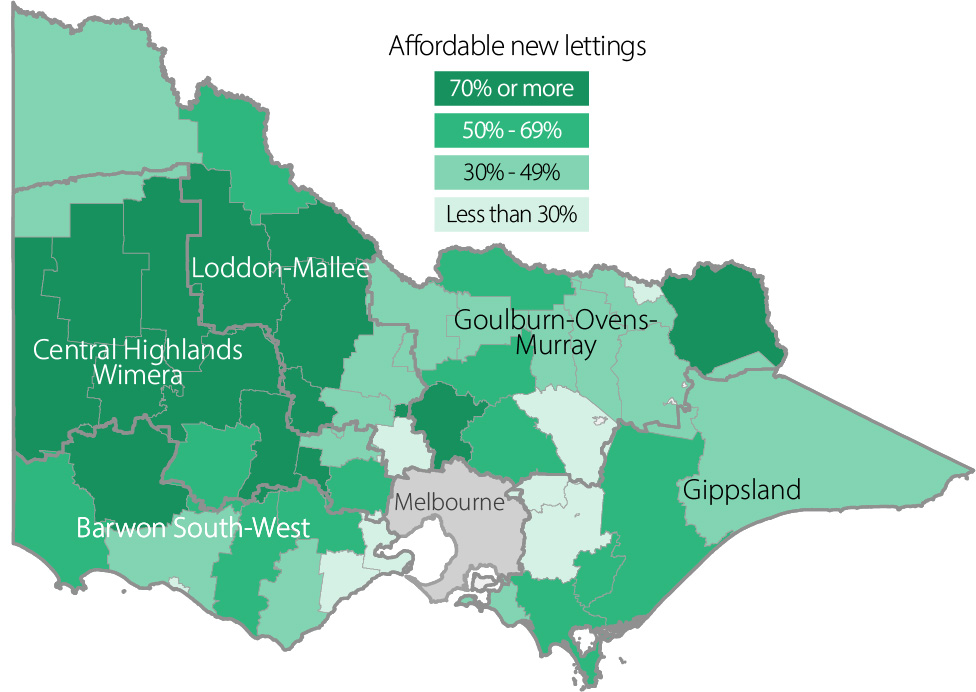 Affordable new lettings
70% or more
50% - 69%
30% - 49%
Less than 30%
Loddon-Mallee
Goulburn-Ovens-
Murray
Central Highlands
Wimera
Gippsland
Melbourne
Barwon South-West